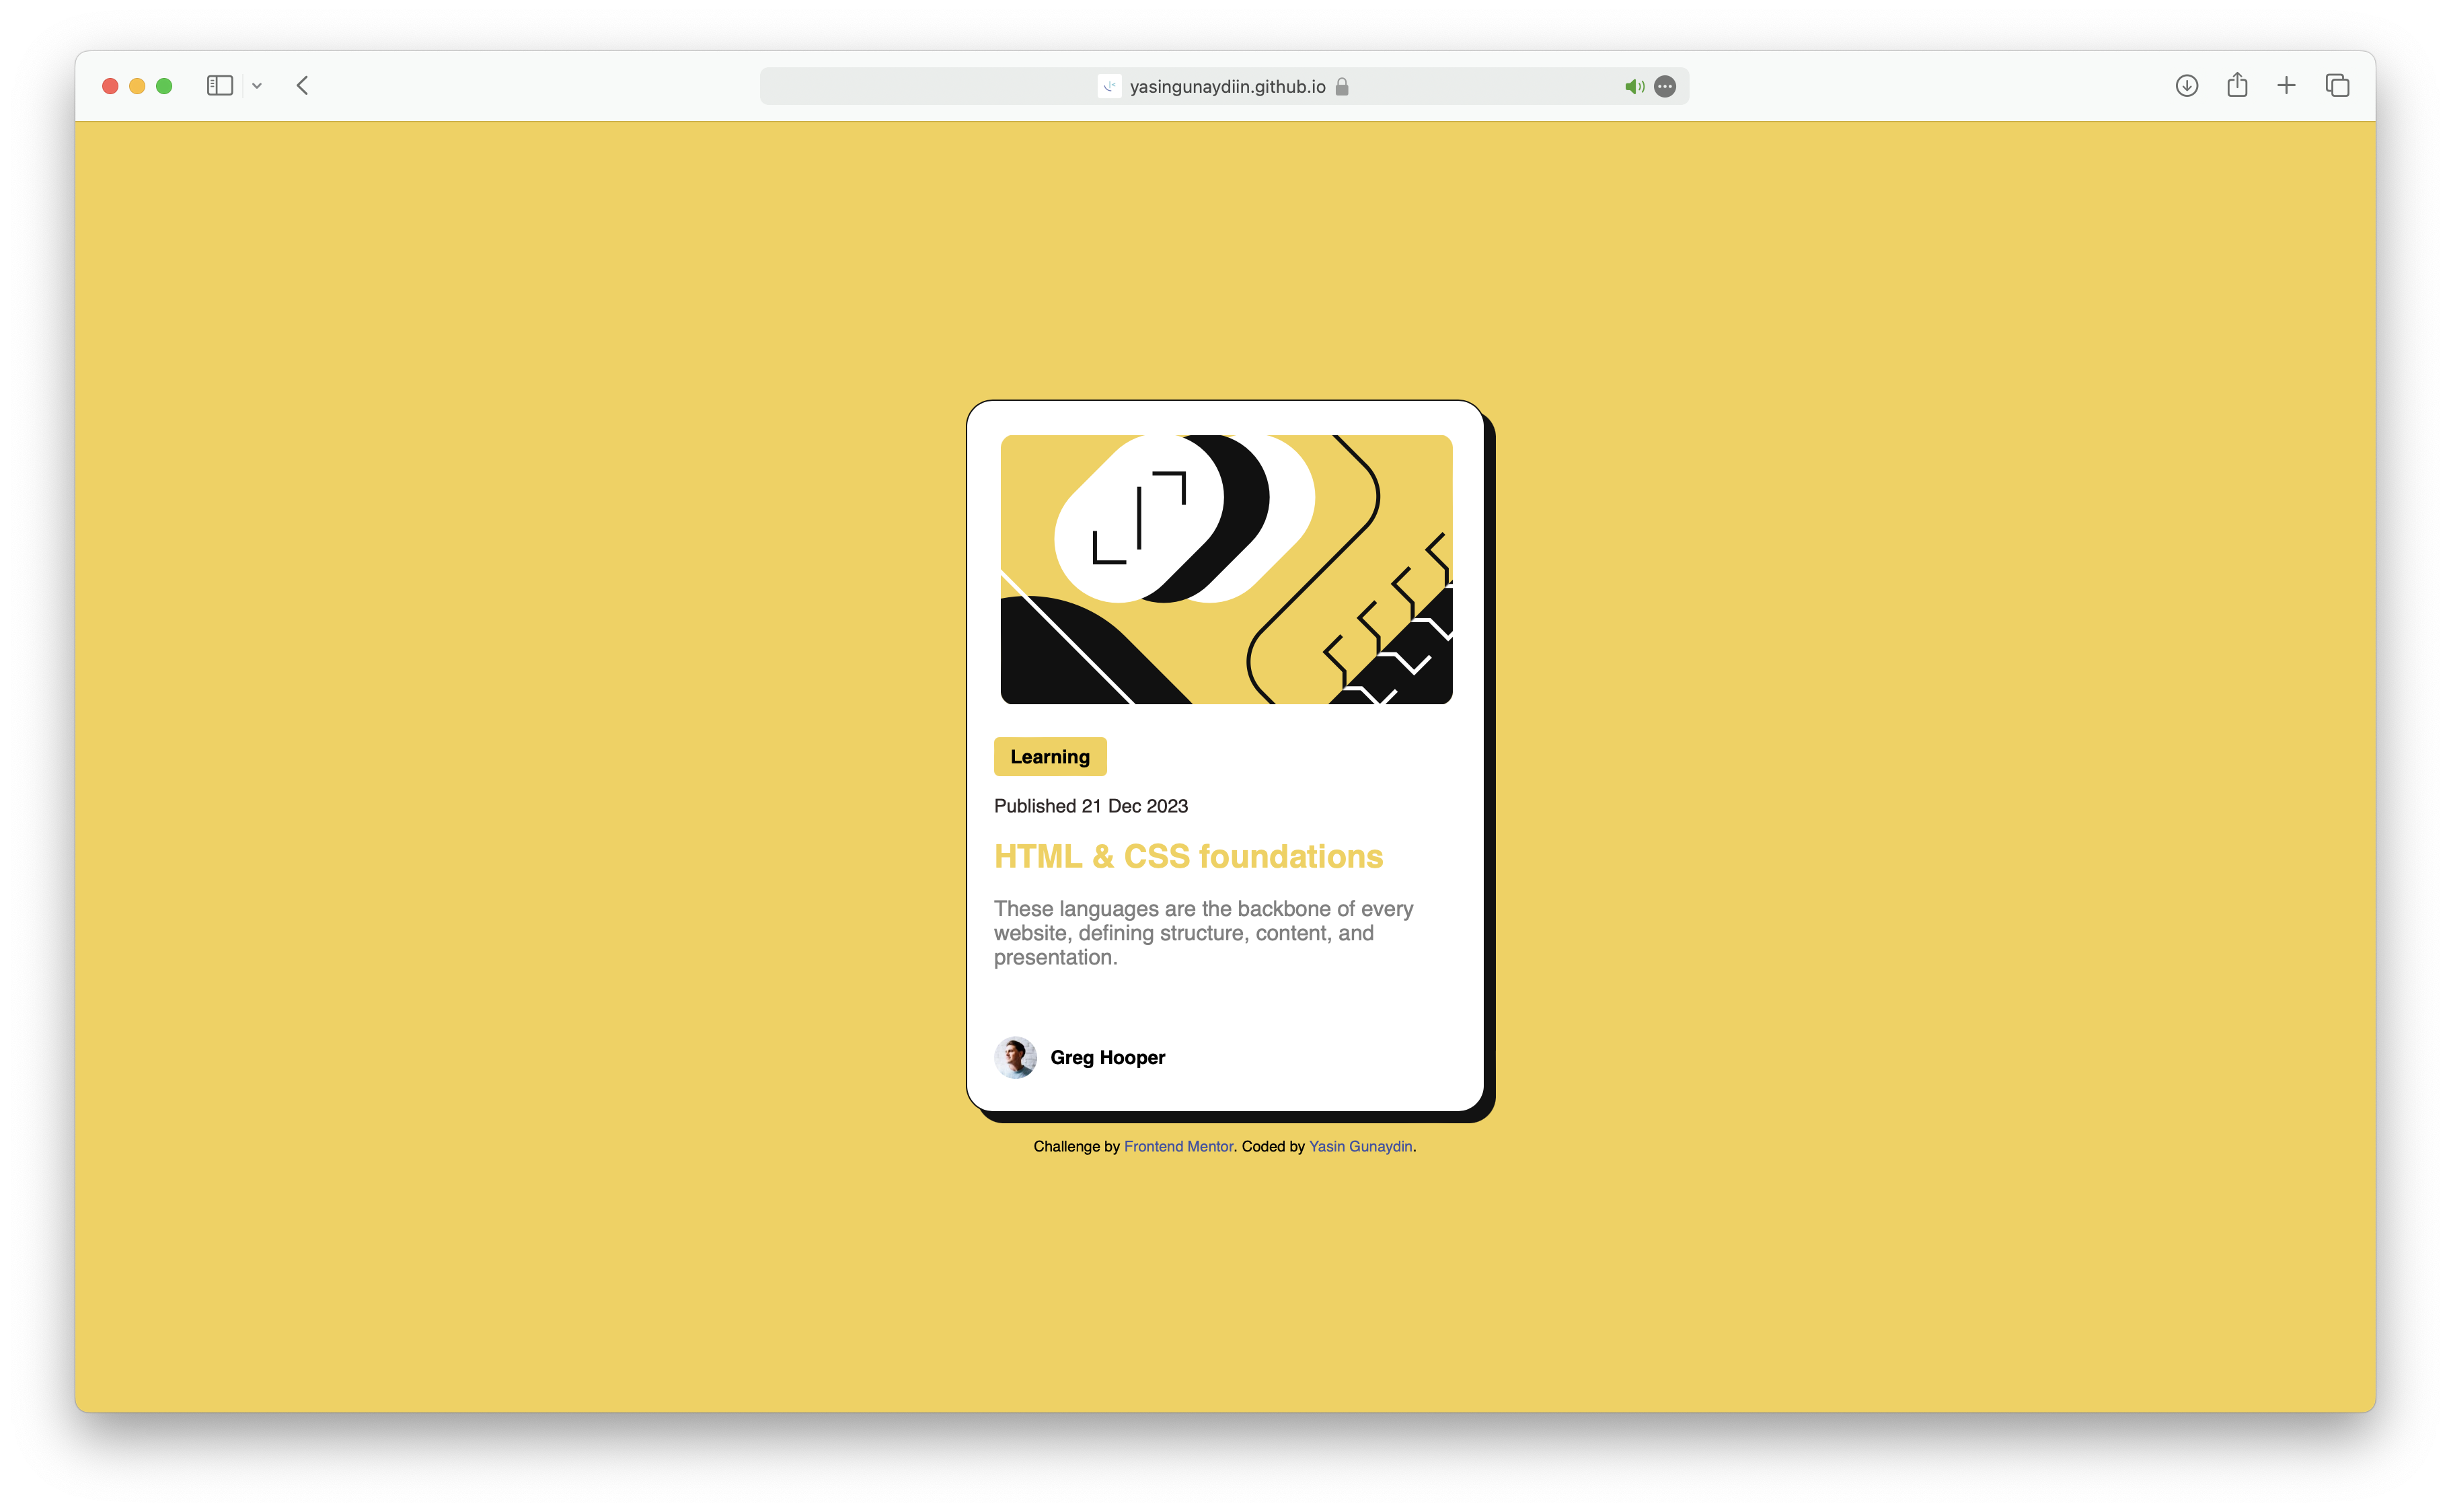 yasingunaydiin.github.io
Learning
Published 21 Dec 2023
HTML & CSS foundations
These languages are the backbone of every
website, defining structure, content, and
presentation.
Greg Hooper
Challenge by Frontend Mentor. Coded by Yasin Gunaydin.